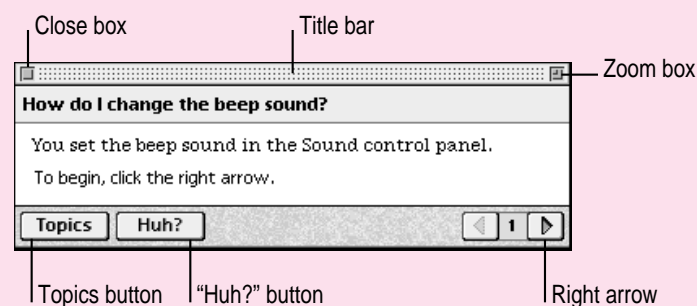 Close box
Title bar
Zoom box
How do I change the beep sound?
You set the beep sound in the Sound control panel.
To begin, click the right arrow.
Topics
Huh?
1
Topics button
“Huh?” button
Right arrow